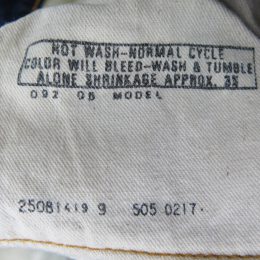 HOT WASH-NORMAL CYCLE
COLOR WILL BLEED-WASH & TUMBLE
ALONE SHRINKAGE APPROX. 3%
092 05 MODEL
25081419 9 505 0217.